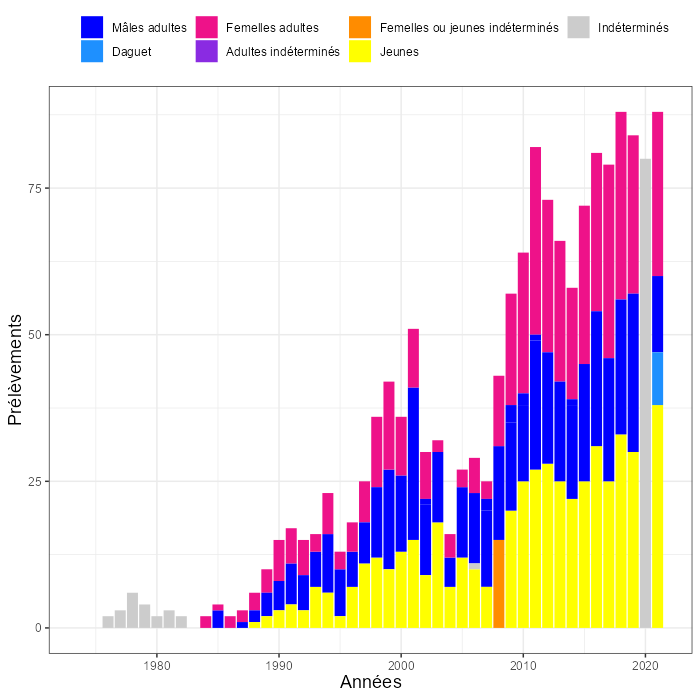 Mâles adultes Femelles adultes Femelles ou jeunes indéterminés Indéterminés
Daguet Adultes indéterminés Jeunes
75
50
25
0
Prélèvements
1980 1990 2000 2010 2020
Années